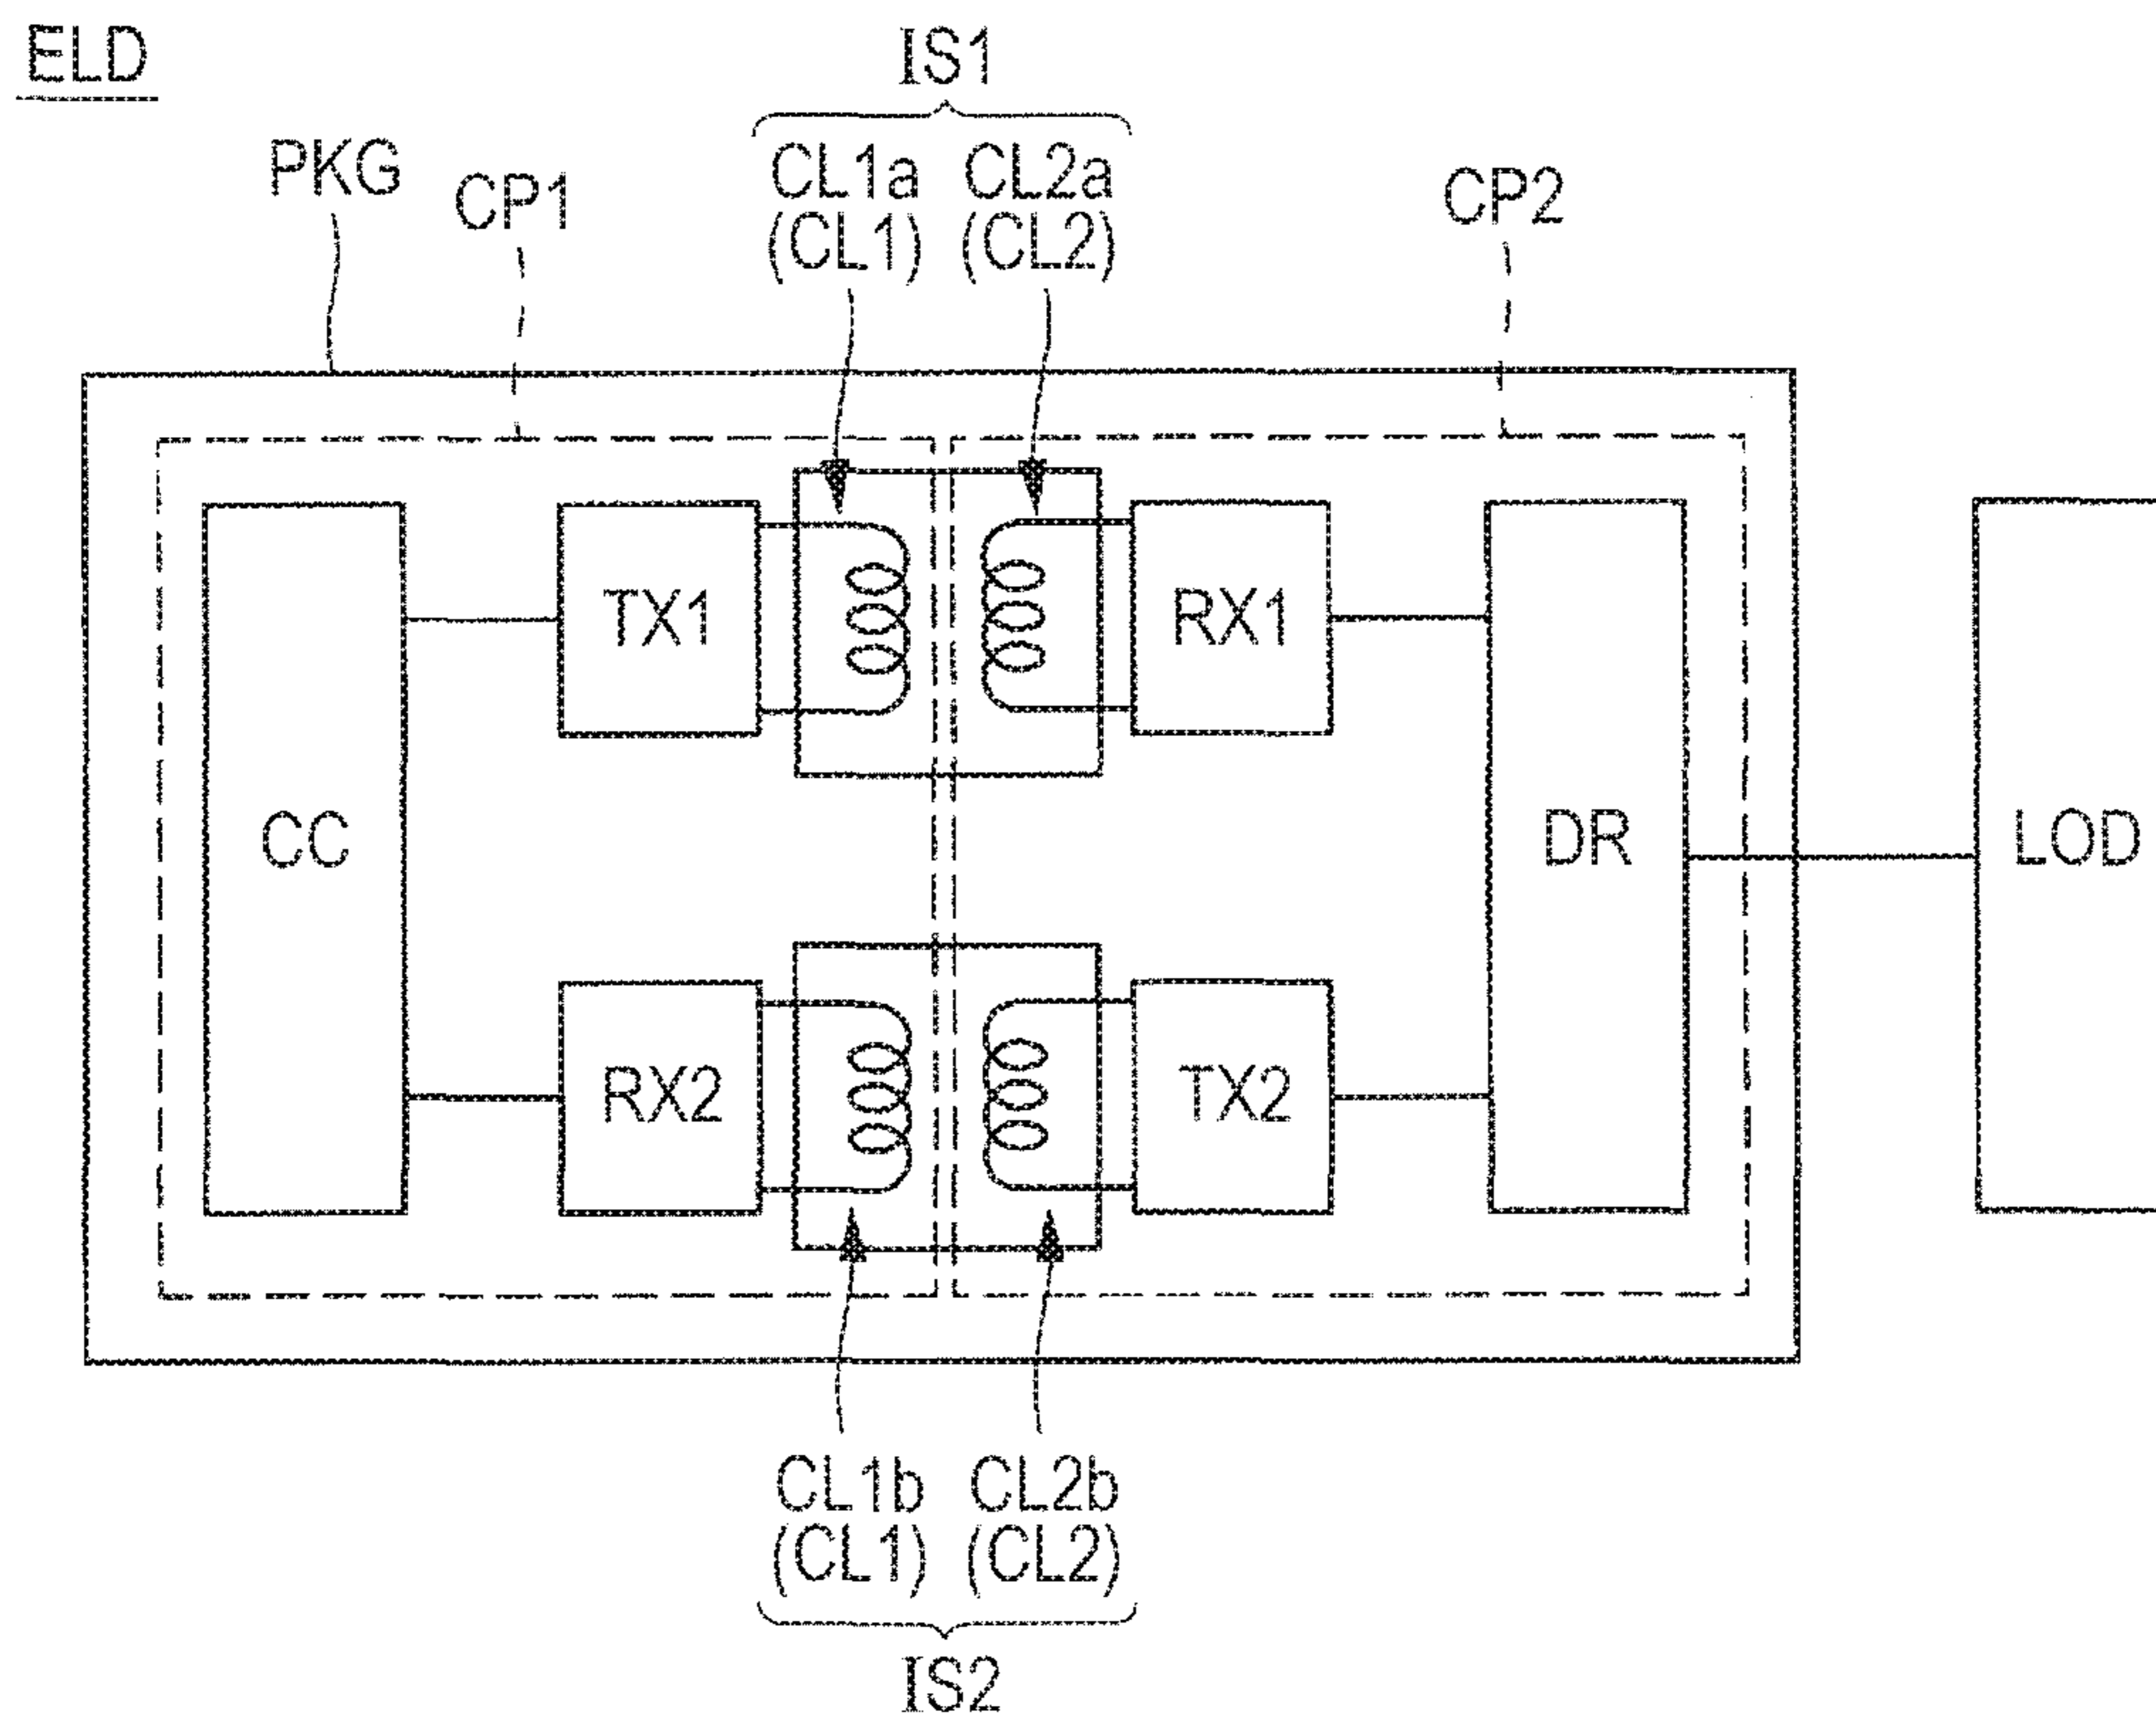 ELD
IS1
PKG
CP1
CL1a CL2a
(CL1) (CL2)
CP2
TX1
RX1
CC
DR
LOD
RX2
TX2
CL1b CL2b
(CL1) (CL2)
IS2